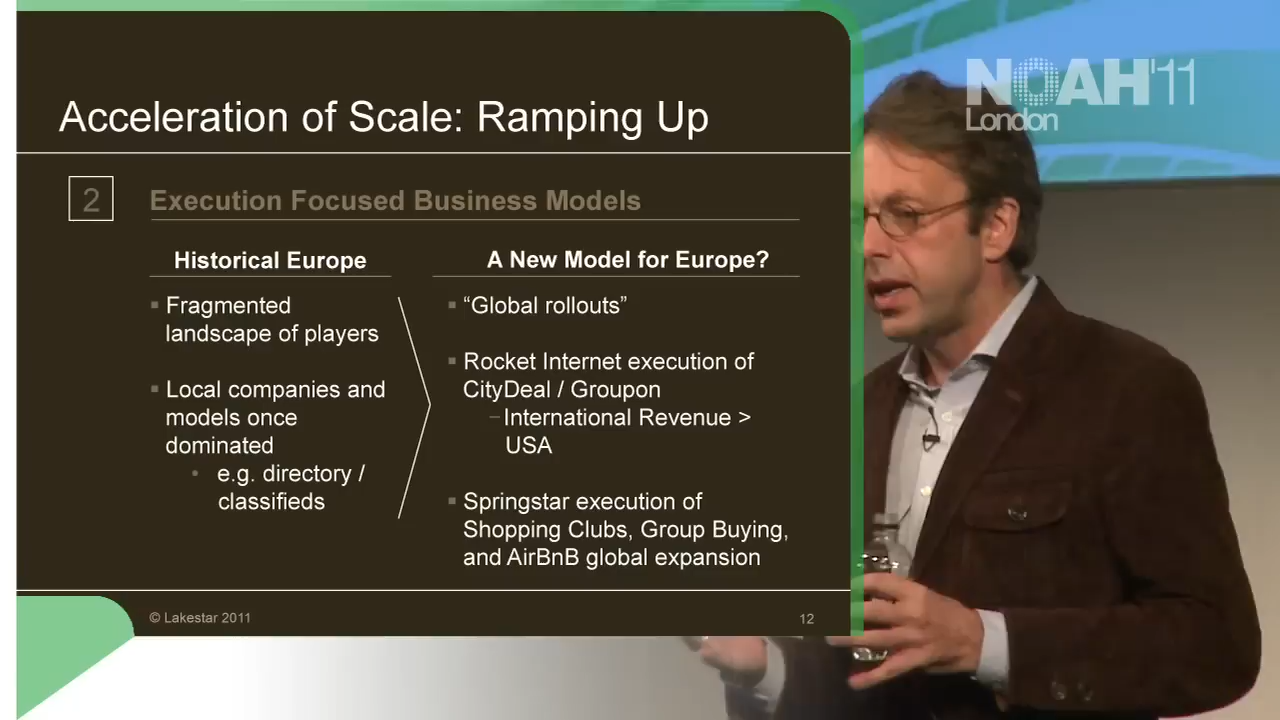 NOAH'11
London
Acceleration of Scale: Ramping Up
2
Execution Focused Business Models
Historical Europe
Fragmented
landscape of players
Local companies and
models once
dominated
e.g. directory /
classifieds
A New Model for Europe?
“Global rollouts”
Rocket Internet execution of
CityDeal / Groupon
International Revenue >
USA
Springstar execution of
Shopping Clubs, Group Buying,
and AirBnB global expansion
© Lakestar 2011
12